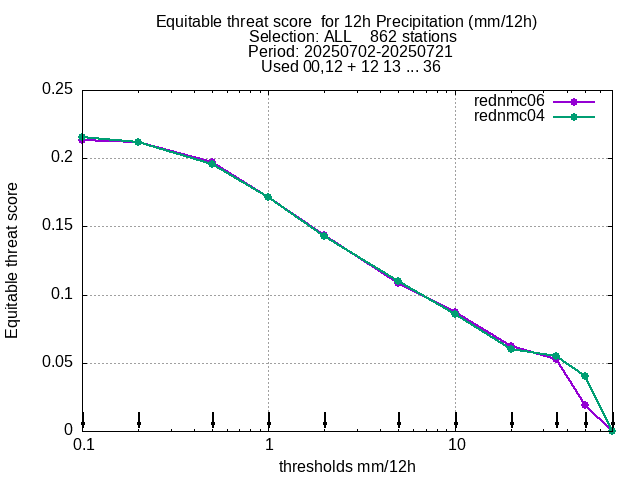 Equitable threat score  for 12h Precipitation (mm/12h)
Selection: ALL    862 stations
Period: 20250702-20250721
Used 00,12 + 12 13 ... 36
rednmc06
rednmc04
Equitable threat score
0.25
0.2
0.15
0.1
0.05
0
0.1 1 10
thresholds mm/12h